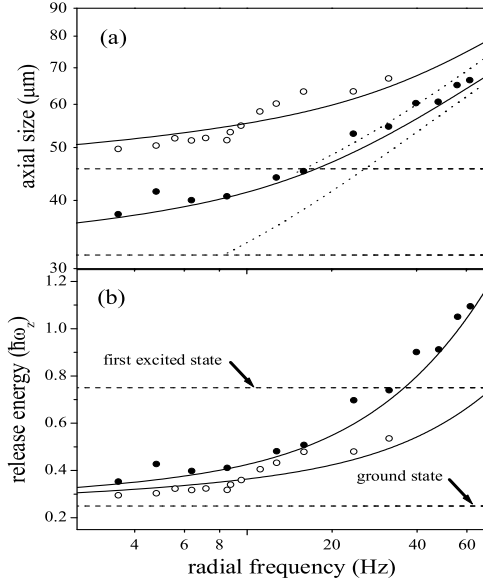 90
(a)
80
70
60
50
40
30
axial size (µm)
1.2
(b)
1.0
first excited state
0.8
0.6
0.4
ground state
0.2
release energy (ħω_z)
4 6 8 20 40 60
radial frequency (Hz)